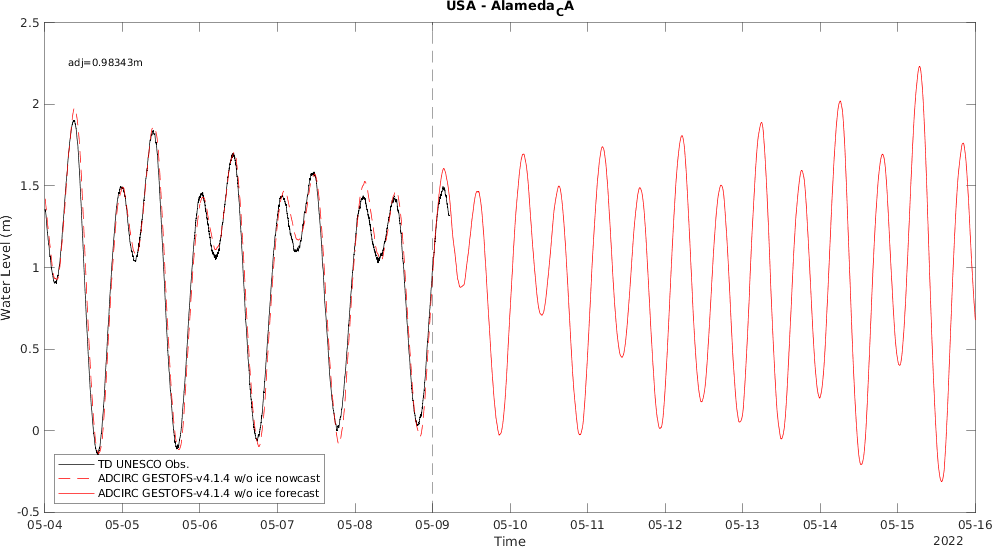 USA - Alameda_CA
adj=0.98343m
2.5
2
1.5
1
0.5
0
-0.5
Water Level (m)
TD UNESCO Obs.
ADCIRC GESTOFS-v4.1.4 w/o ice nowcast
ADCIRC GESTOFS-v4.1.4 w/o ice forecast
05-04 05-05 05-06 05-07 05-08 05-09 05-10 05-11 05-12 05-13 05-14 05-15 05-16
Time
2022